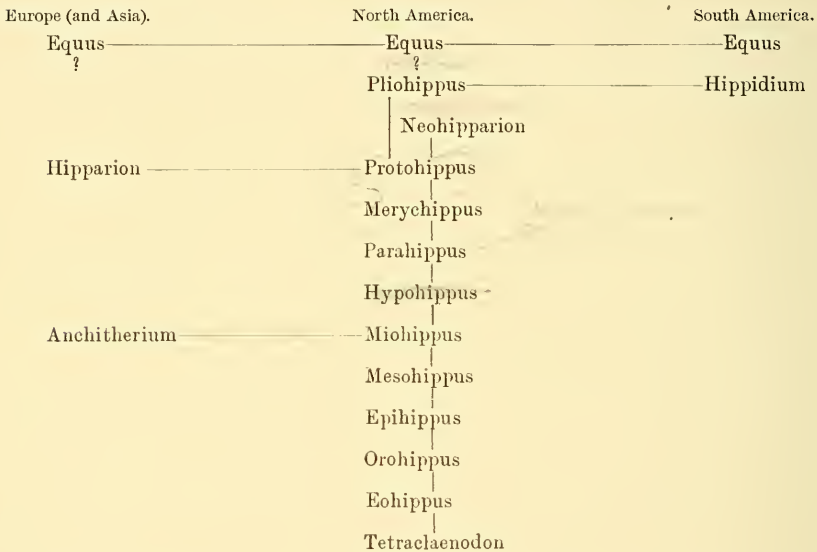 Europe (and Asia). North America. South America.
Equus Equus Equus
? ?
Pliohippus Hippidium
Neohipparion
Hipparion Protohippus
Merychippus
Parahippus
Hypohippus
Anchitherium Miohippus
Mesohippus
Epihippus
Orohippus
Eohippus
Tetraclaenodon